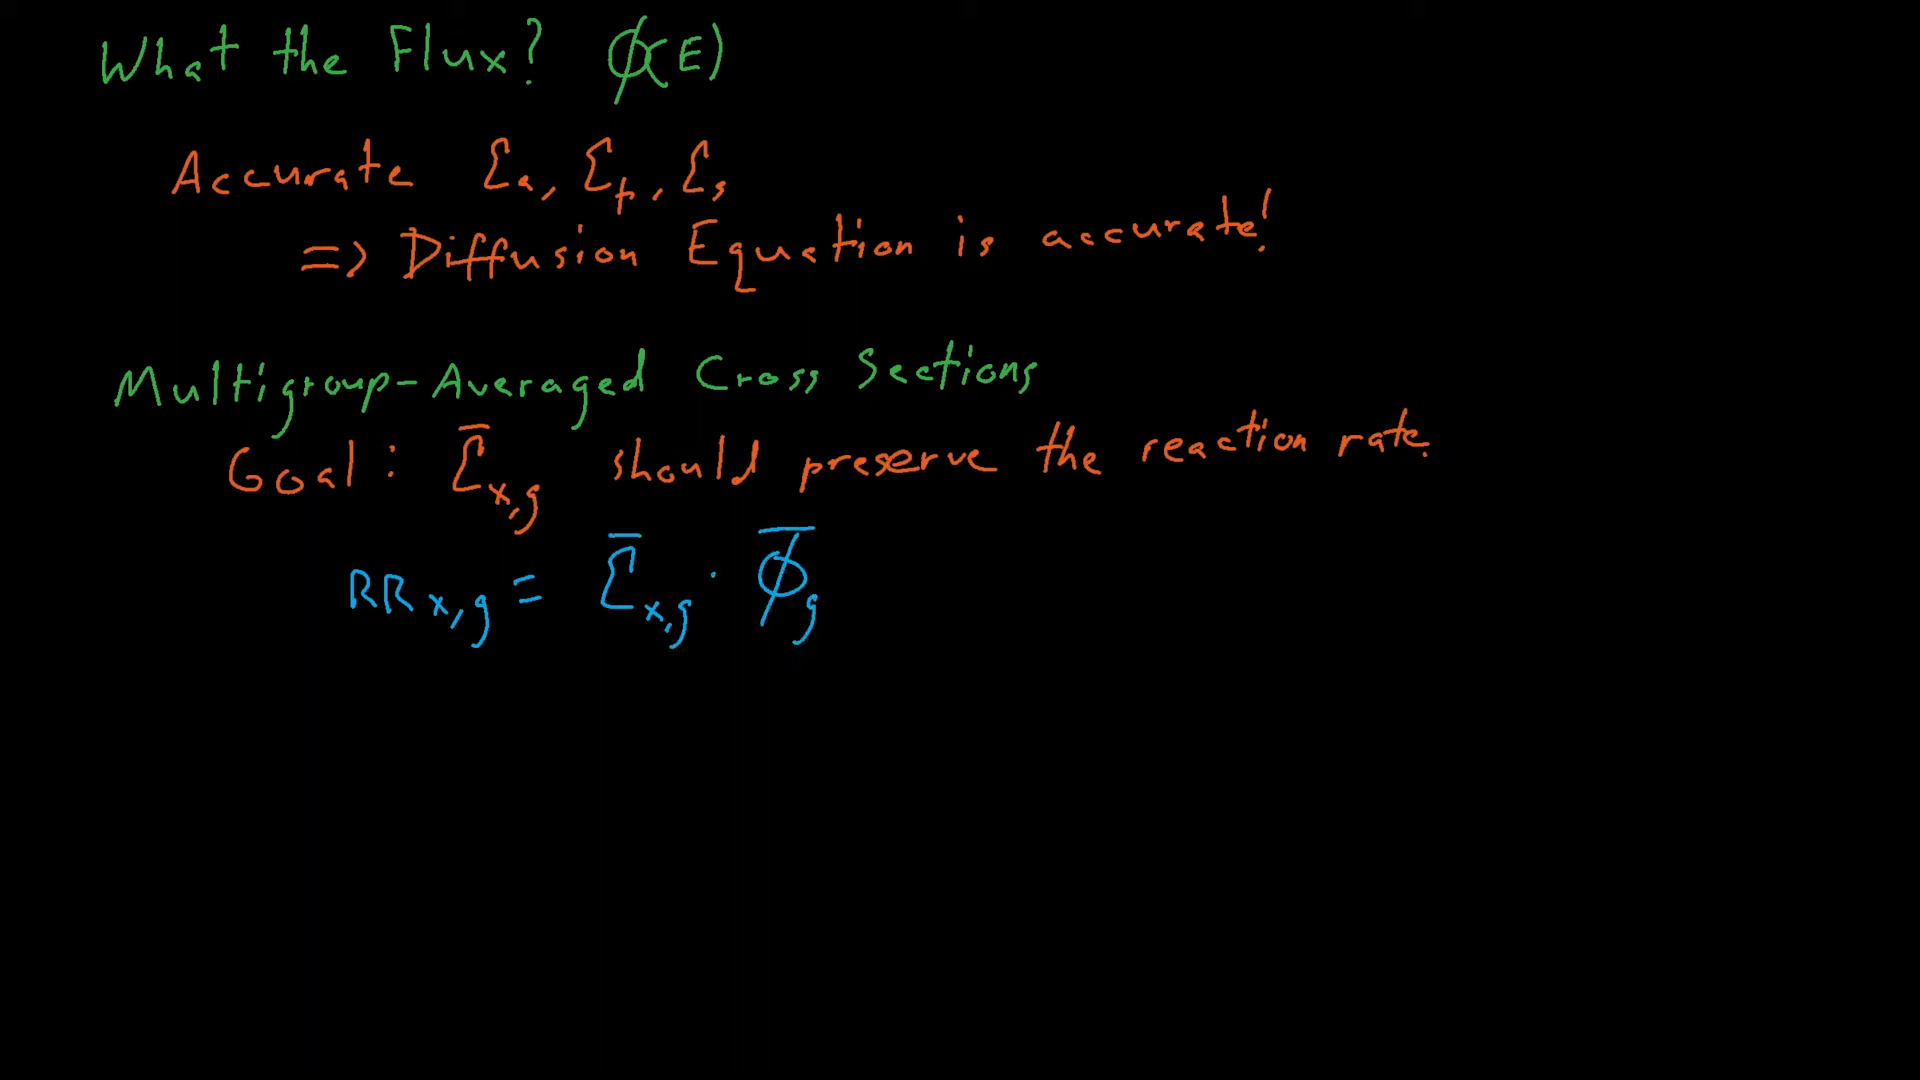 What the Flux? ϕ(E)
Accurate Σa, Σf, Σs
=> Diffusion Equation is accurate!
Multigroup-Averaged Cross Sections
Goal: Σ̅x,g should preserve the reaction rate.
RRx,g = Σ̅x,g · ϕ̅g